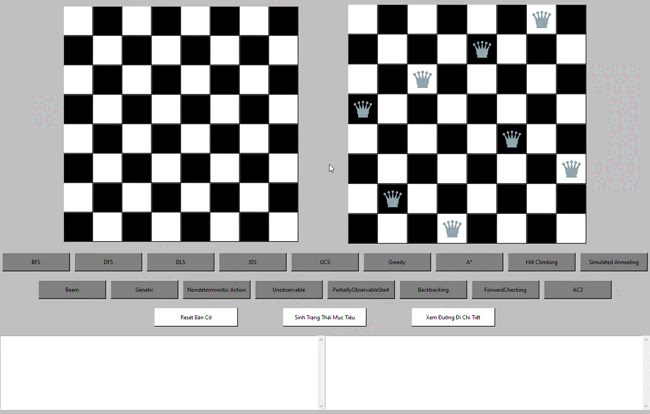 BFS DFS DLS IDS UCS Greedy A* Hill Climbing Simulated Annealing
Beam Genetic Nondeterministic Action Unobservable PartiallyObservableStart Backtracking ForwardChecking AC3
Reset Bàn Cờ Sinh Trạng Thái Mục Tiêu Xem Đường Đi Chi Tiết